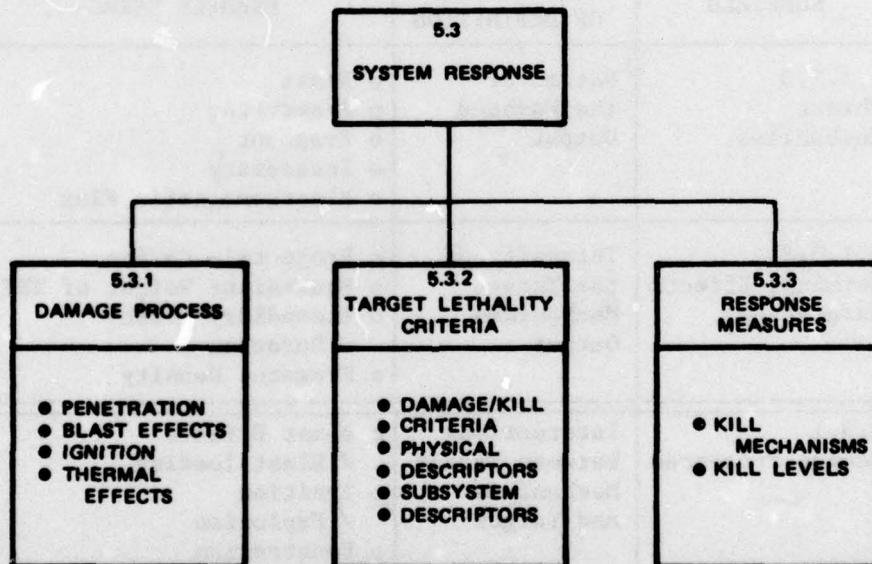 5.3
SYSTEM RESPONSE
5.3.1
DAMAGE PROCESS
● PENETRATION
● BLAST EFFECTS
● IGNITION
● THERMAL
EFFECTS
5.3.2
TARGET LETHALITY
CRITERIA
● DAMAGE/KILL
● CRITERIA
● PHYSICAL
● DESCRIPTORS
● SUBSYSTEM
● DESCRIPTORS
5.3.3
RESPONSE
MEASURES
● KILL
MECHANISMS
● KILL LEVELS